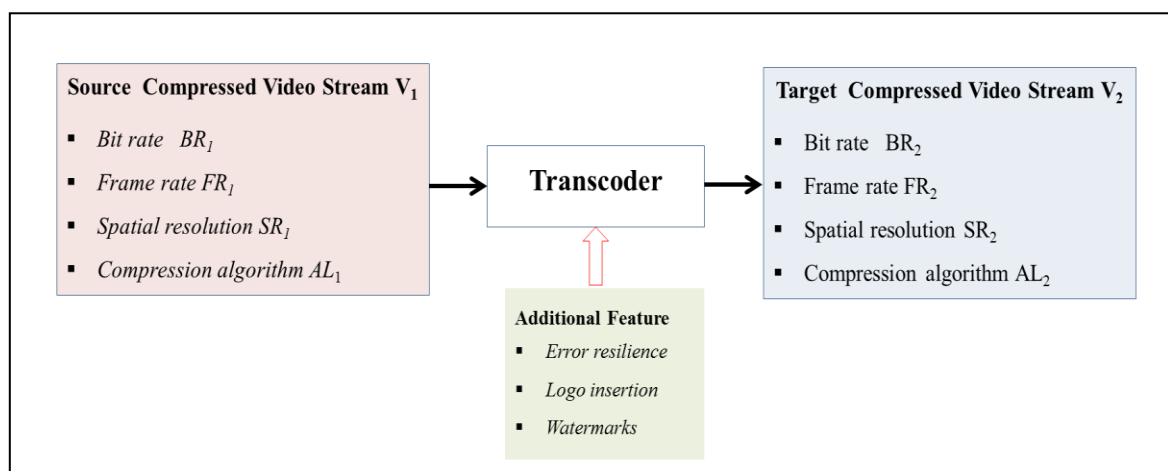 Source Compressed Video Stream V₁
▪ Bit rate BR₁
▪ Frame rate FR₁
▪ Spatial resolution SR₁
▪ Compression algorithm AL₁
Transcoder
Target Compressed Video Stream V₂
▪ Bit rate BR₂
▪ Frame rate FR₂
▪ Spatial resolution SR₂
▪ Compression algorithm AL₂
Additional Feature
▪ Error resilience
▪ Logo insertion
▪ Watermarks